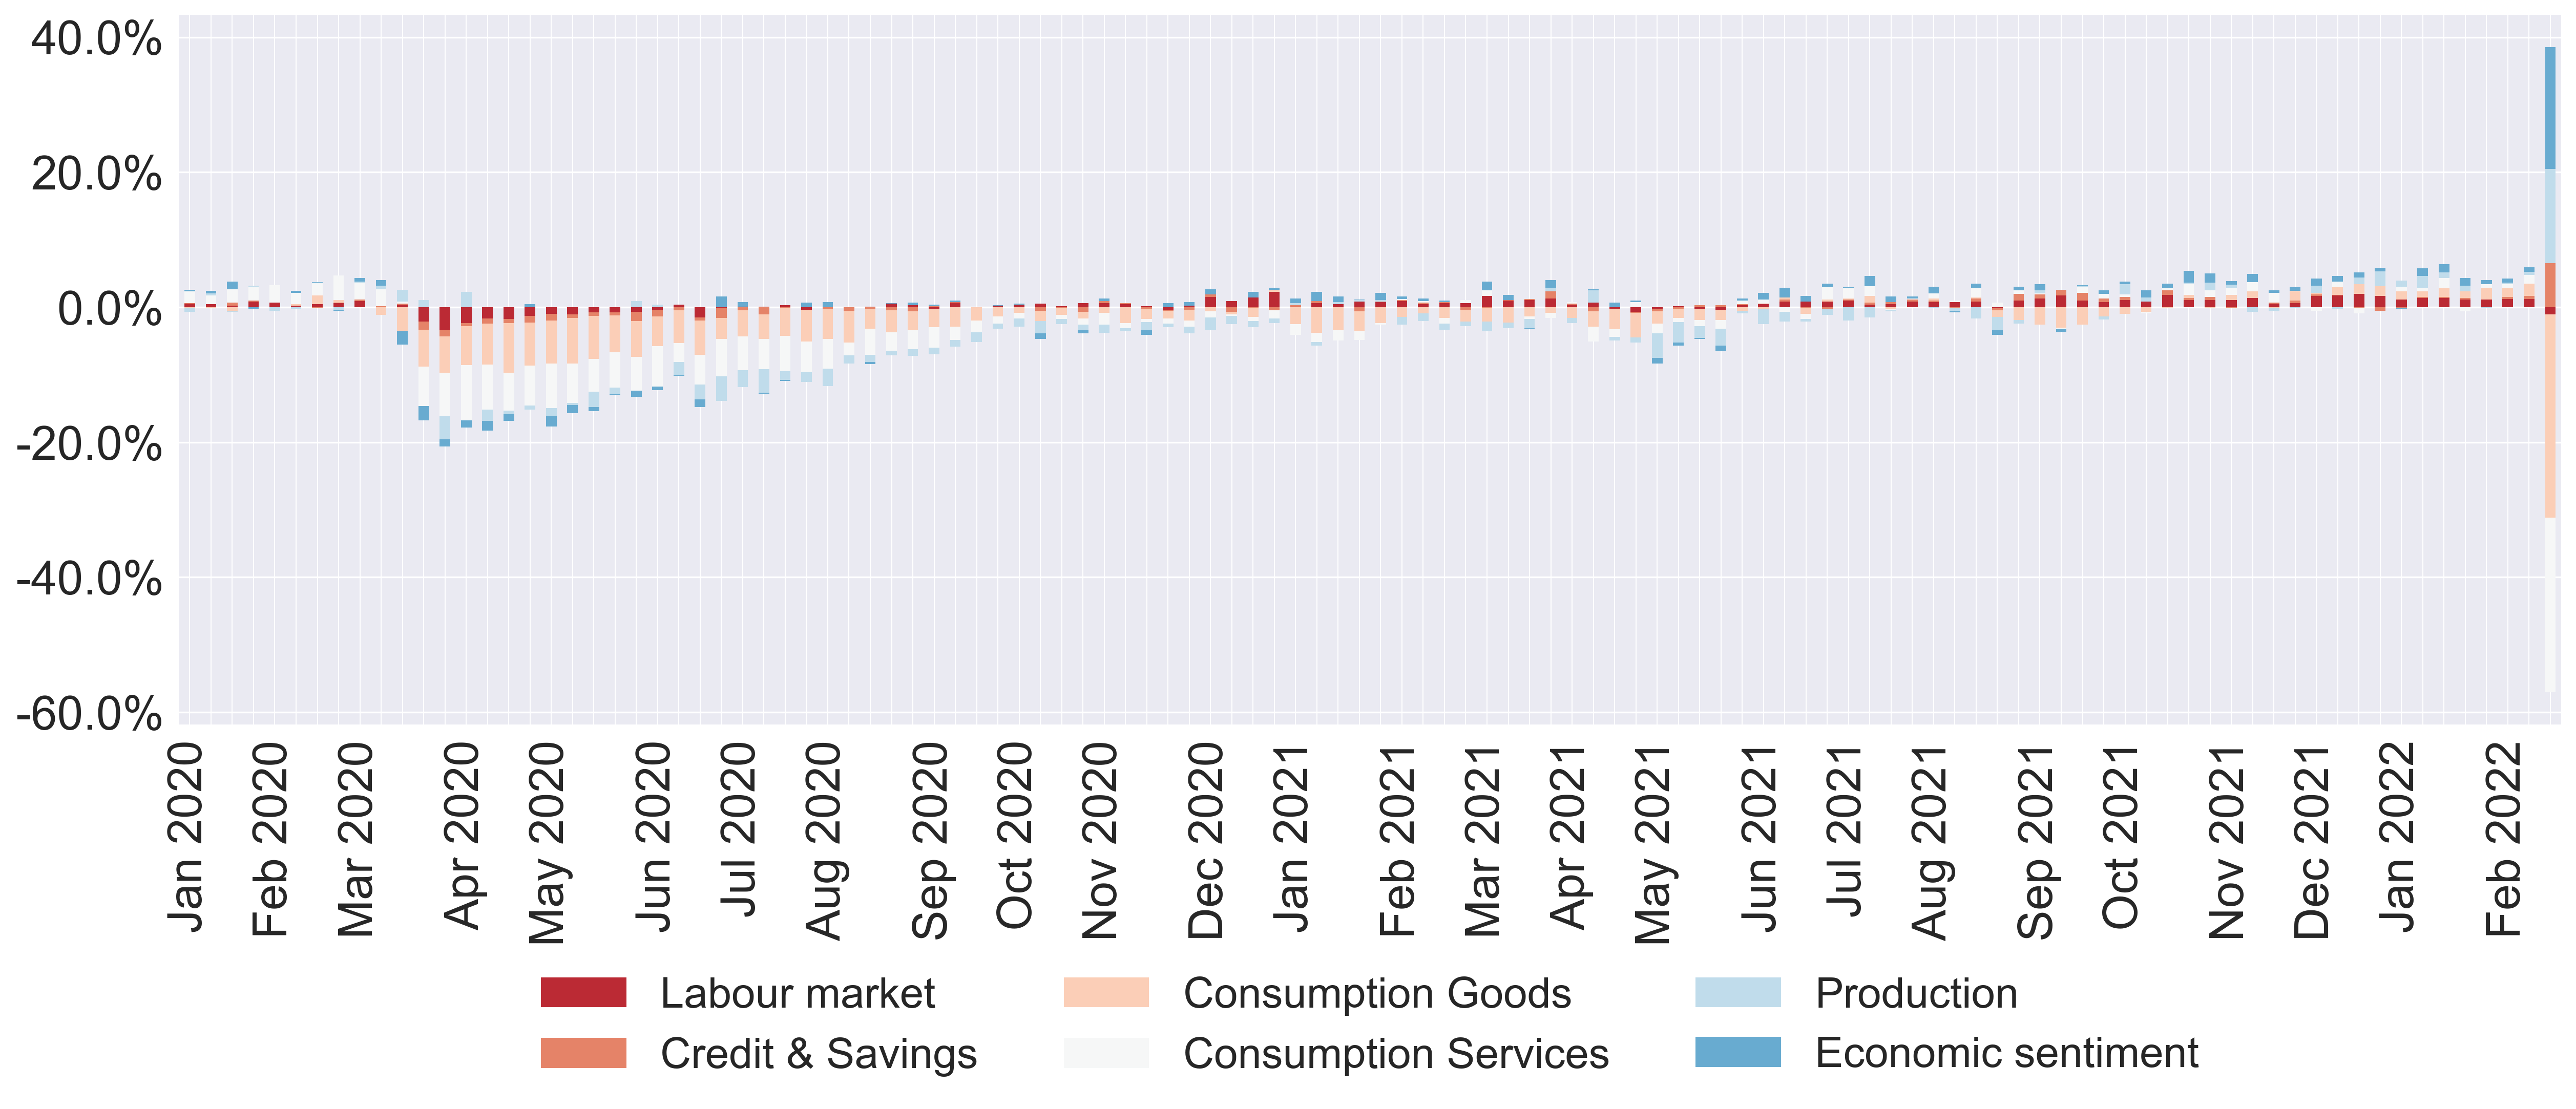 40.0%
20.0%
0.0%
-20.0%
-40.0%
-60.0%
Jan 2020
Feb 2020
Mar 2020
Apr 2020
May 2020
Jun 2020
Jul 2020
Aug 2020
Sep 2020
Oct 2020
Nov 2020
Dec 2020
Jan 2021
Feb 2021
Mar 2021
Apr 2021
May 2021
Jun 2021
Jul 2021
Aug 2021
Sep 2021
Oct 2021
Nov 2021
Dec 2021
Jan 2022
Feb 2022
Labour market
Credit & Savings
Consumption Goods
Consumption Services
Production
Economic sentiment